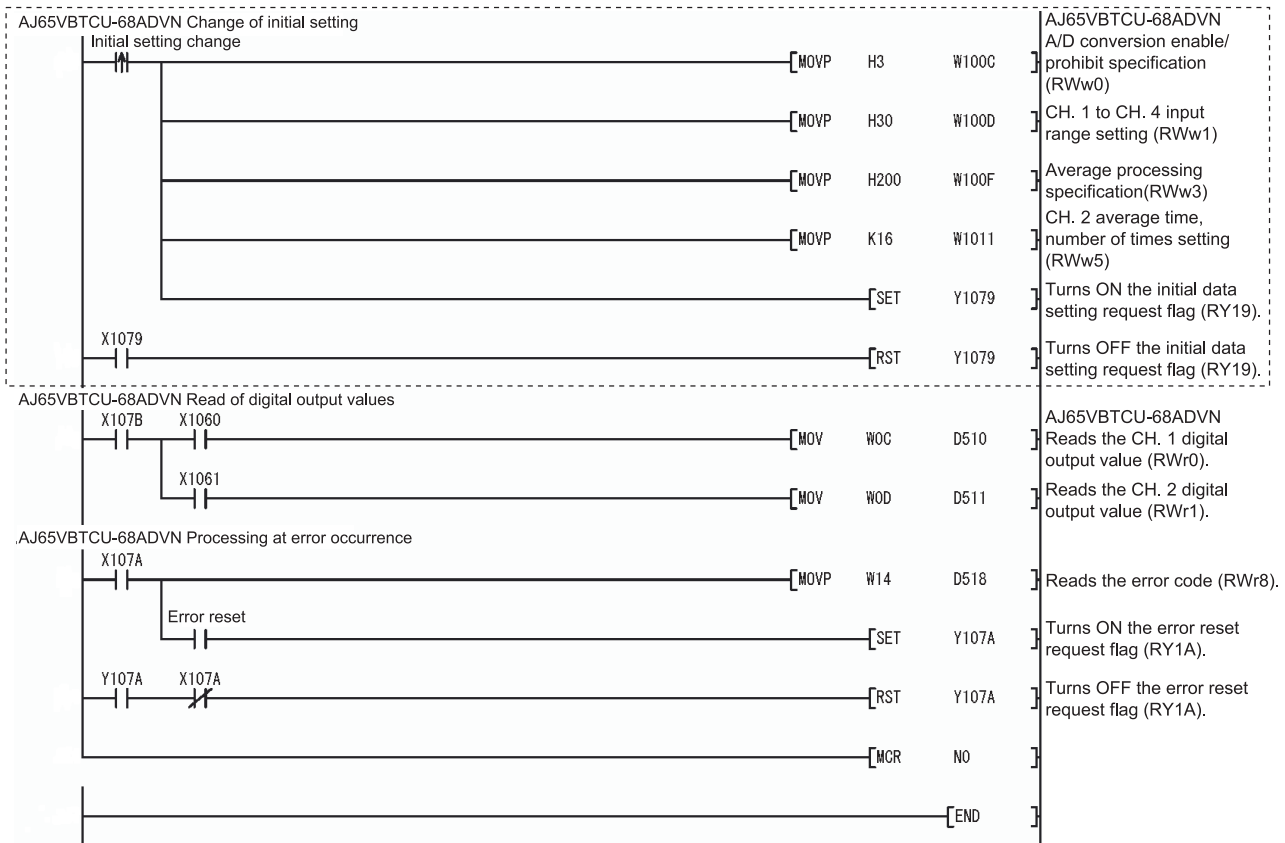 AJ65VBTCU-68ADVN Change of initial setting
Initial setting change
[MOVP H3 W100C]
AJ65VBTCU-68ADVN
A/D conversion enable/
prohibit specification
(RWw0)
[MOVP H30 W100D]
CH. 1 to CH. 4 input
range setting (RWw1)
[MOVP H200 W100F]
Average processing
specification(RWw3)
[MOVP K16 W1011]
CH. 2 average time,
number of times setting
(RWw5)
[SET Y1079]
Turns ON the initial data
setting request flag (RY19).
X1079
[RST Y1079]
Turns OFF the initial data
setting request flag (RY19).
AJ65VBTCU-68ADVN Read of digital output values
X107B X1060
[MOV W0C D510]
AJ65VBTCU-68ADVN
Reads the CH. 1 digital
output value (RWr0).
X1061
[MOV W0D D511]
Reads the CH. 2 digital
output value (RWr1).
.AJ65VBTCU-68ADVN Processing at error occurrence
X107A
[MOVP W14 D518]
Reads the error code (RWr8).
Error reset
[SET Y107A]
Turns ON the error reset
request flag (RY1A).
Y107A X107A
[RST Y107A]
Turns OFF the error reset
request flag (RY1A).
[MCR N0]
[END]